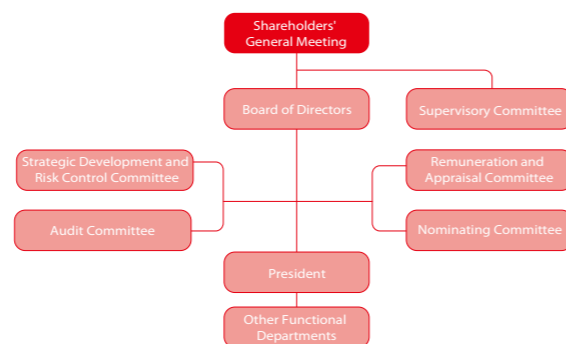 Shareholders'
General Meeting
Board of Directors
Supervisory Committee
Strategic Development and
Risk Control Committee
Remuneration and
Appraisal Committee
Audit Committee
Nominating Committee
President
Other Functional
Departments